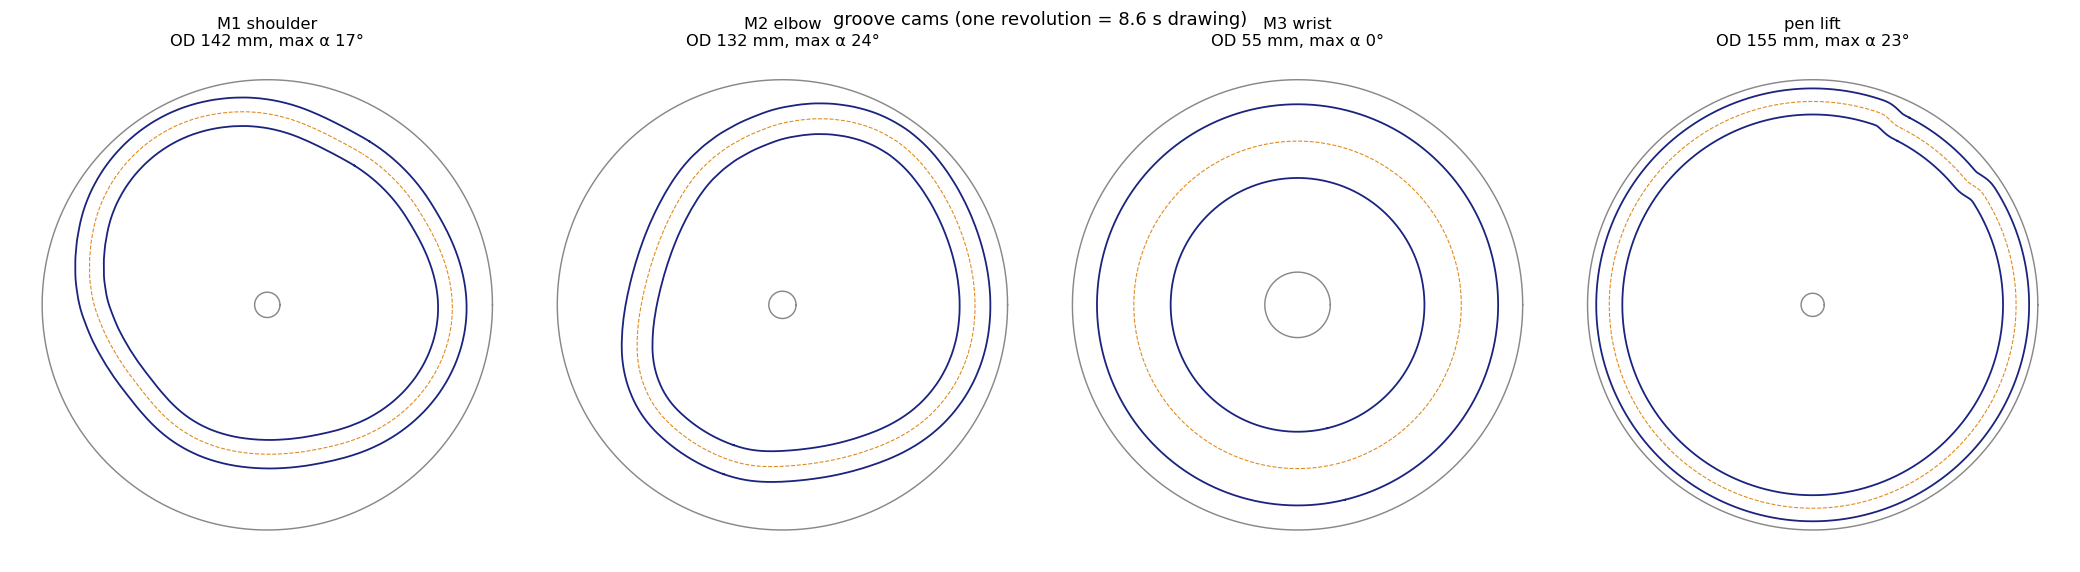 groove cams (one revolution = 8.6 s drawing)
M1 shoulder
OD 142 mm, max α 17°
M2 elbow
OD 132 mm, max α 24°
M3 wrist
OD 55 mm, max α 0°
pen lift
OD 155 mm, max α 23°